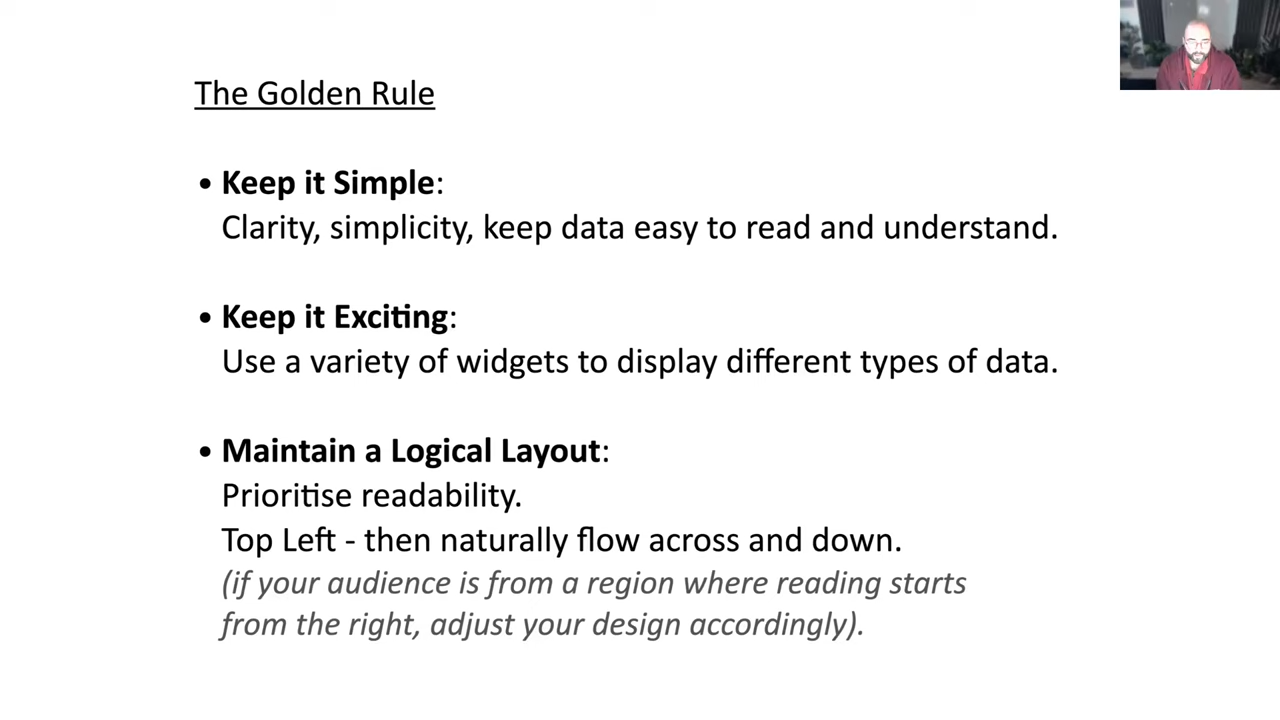 The Golden Rule
• Keep it Simple:
Clarity, simplicity, keep data easy to read and understand.
• Keep it Exciting:
Use a variety of widgets to display different types of data.
• Maintain a Logical Layout:
Prioritise readability.
Top Left - then naturally flow across and down.
(if your audience is from a region where reading starts
from the right, adjust your design accordingly).